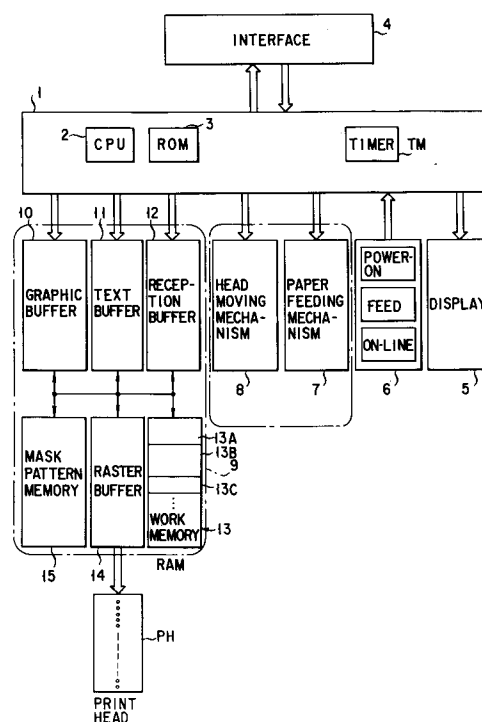 4
INTERFACE
1
2
CPU
3
ROM
TIMER
TM
10
11
12
GRAPHIC
BUFFER
TEXT
BUFFER
RECEP-
TION
BUFFER
HEAD
MOVING
MECHANISM
PAPER
FEEDING
MECHA-
NISM
POWER-
ON
FEED
ON-LINE
DISPLAY
8
7
6
5
MASK
PATTERN
MEMORY
RASTER
BUFFER
13A
13B
9
13C
WORK
MEMORY
13
15
14
RAM
PH
PRINT
HEAD